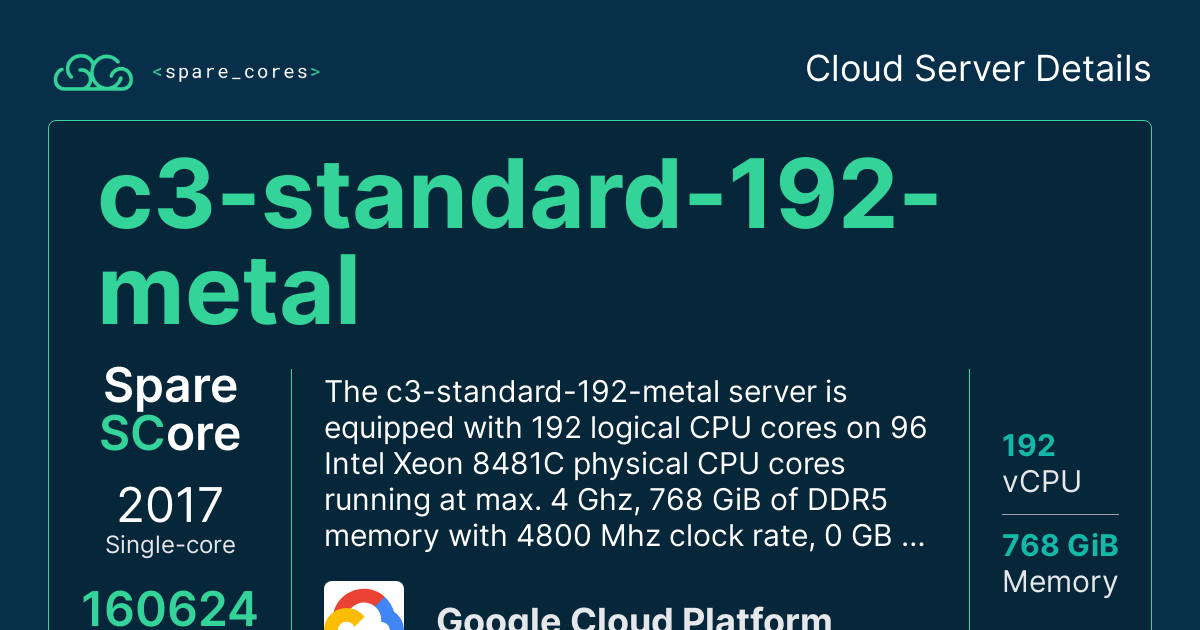 <spare_cores>
Cloud Server Details
c3-standard-192-
metal
Spare
SCore
2017
Single-core
160624
The c3-standard-192-metal server is
equipped with 192 logical CPU cores on 96
Intel Xeon 8481C physical CPU cores
running at max. 4 Ghz, 768 GiB of DDR5
memory with 4800 Mhz clock rate, 0 GB ...
Google Cloud Platform
192
vCPU
768 GiB
Memory